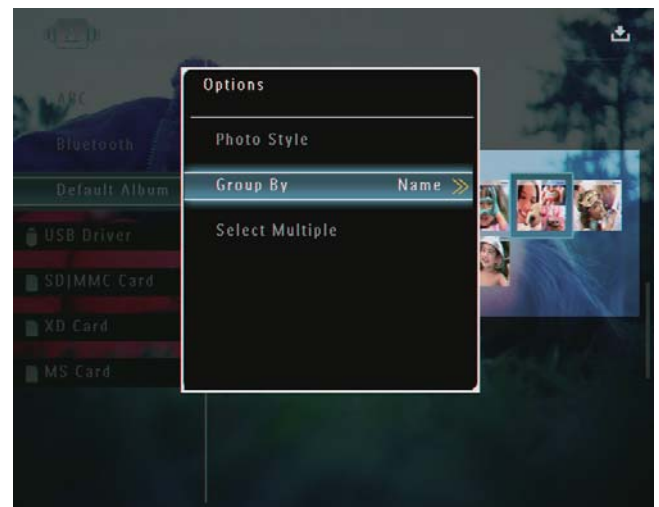 ABC
Bluetooth
Default Album
USB Driver
SD|MMC Card
XD Card
MS Card
Options
Photo Style
Group By Name
Select Multiple